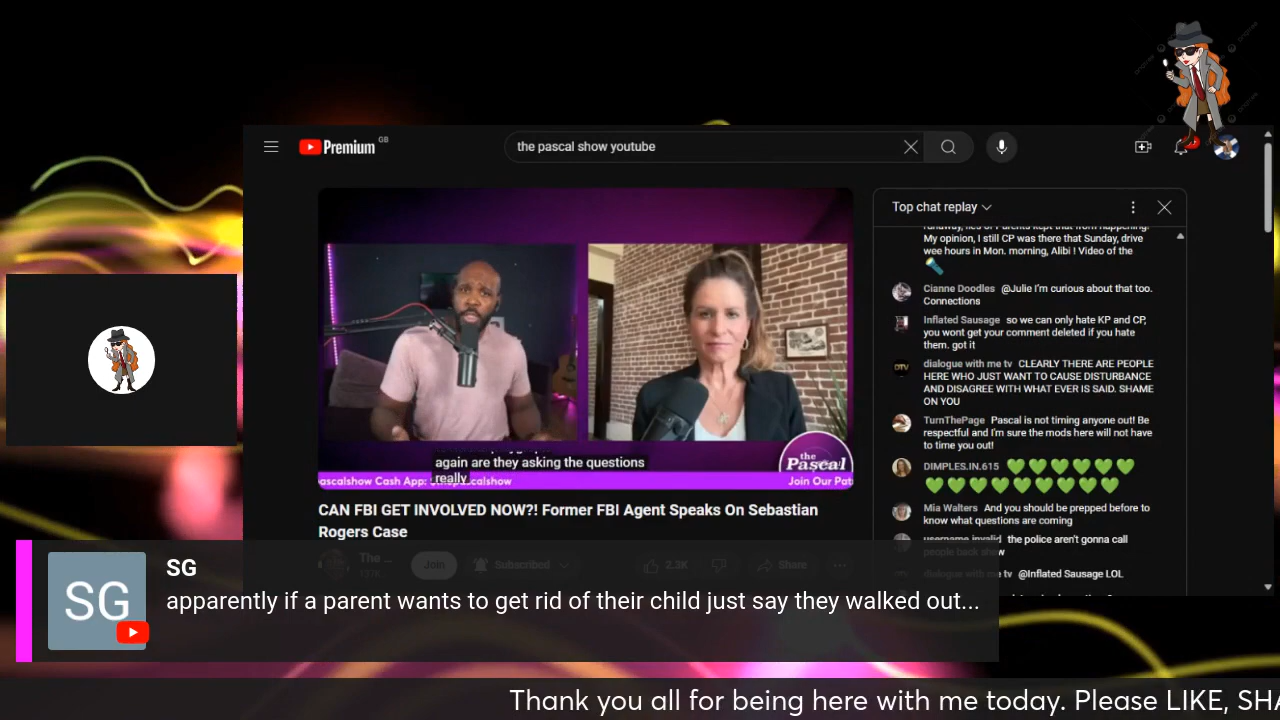 Premium GB
the pascal show youtube
Top chat replay
My opinion, I still CP was there that Sunday, drive
wee hours in Mon. morning, Alibi ! Video of the
Cianne Doodles @Julie I'm curious about that too.
Connections
Inflated Sausage so we can only hate KP and CP,
you wont get your comment deleted if you hate
them. got it
dialogue with me tv CLEARLY THERE ARE PEOPLE
HERE WHO JUST WANT TO CAUSE DISTURBANCE
AND DISAGREE WITH WHAT EVER IS SAID. SHAME
ON YOU
TurnThePage Pascal is not timing anyone out! Be
respectful and I'm sure the mods here will not have
to time you out!
DIMPLES.IN.615
Mia Walters And you should be prepped before to
know what questions are coming
username invalid the police aren't gonna call
people back show
dialogue with me tv @Inflated Sausage LOL
again are they asking the questions
really
the
Pascal
ascalshow Cash App: $thepascalshow
Join Our Pat
CAN FBI GET INVOLVED NOW?! Former FBI Agent Speaks On Sebastian
Rogers Case
The ...
Join
Subscribed
2.3K
Share
SG
SG
apparently if a parent wants to get rid of their child just say they walked out...
Thank you all for being here with me today. Please LIKE, SHA